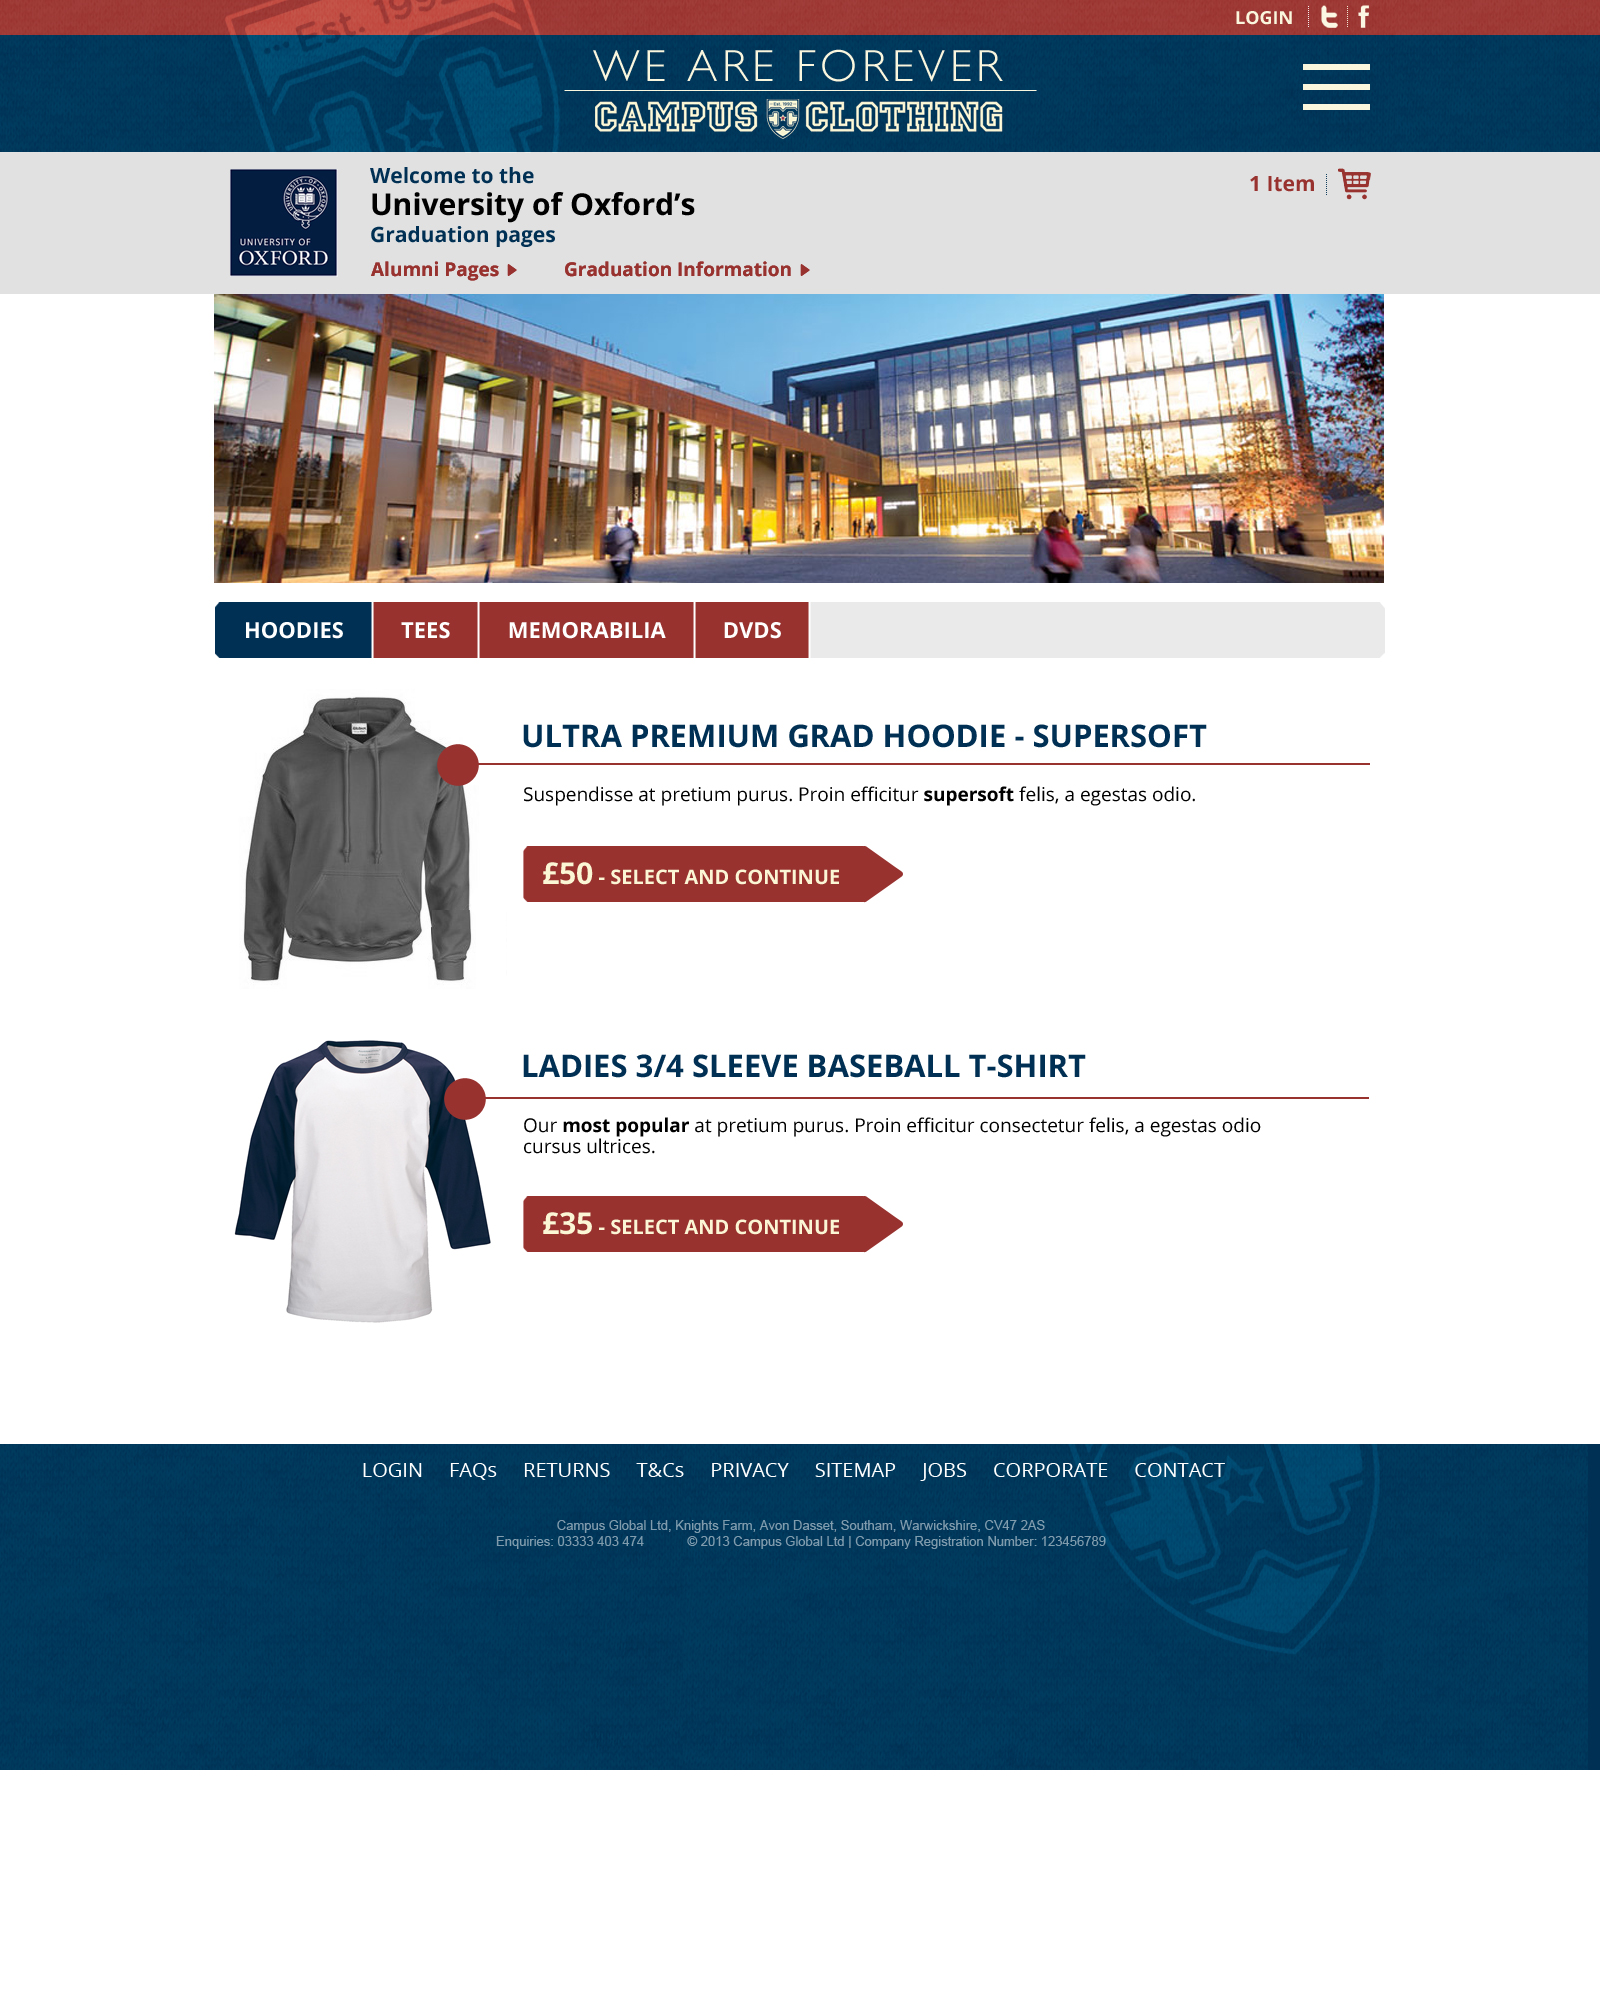 ... Est. 1992
LOGIN
WE ARE FOREVER
CAMPUS Est. 1992 CLOTHING
UNIVERSITY OF
OXFORD
Welcome to the
University of Oxford’s
Graduation pages
Alumni Pages
Graduation Information
1 Item
HOODIES
TEES
MEMORABILIA
DVDS
ULTRA PREMIUM GRAD HOODIE - SUPERSOFT
Suspendisse at pretium purus. Proin efficitur supersoft felis, a egestas odio.
£50 - SELECT AND CONTINUE
LADIES 3/4 SLEEVE BASEBALL T-SHIRT
Our most popular at pretium purus. Proin efficitur consectetur felis, a egestas odio
cursus ultrices.
£35 - SELECT AND CONTINUE
LOGIN FAQs RETURNS T&Cs PRIVACY SITEMAP JOBS CORPORATE CONTACT
Campus Global Ltd, Knights Farm, Avon Dasset, Southam, Warwickshire, CV47 2AS
Enquiries: 03333 403 474 © 2013 Campus Global Ltd | Company Registration Number: 123456789